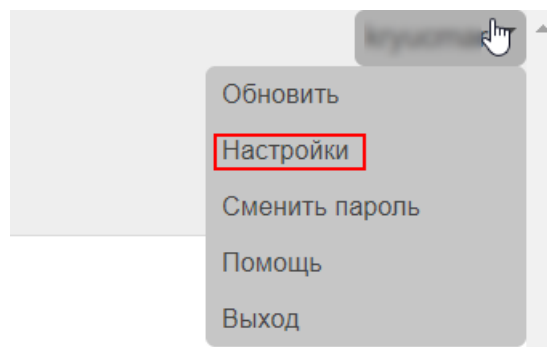 Обновить
Настройки
Сменить пароль
Помощь
Выход